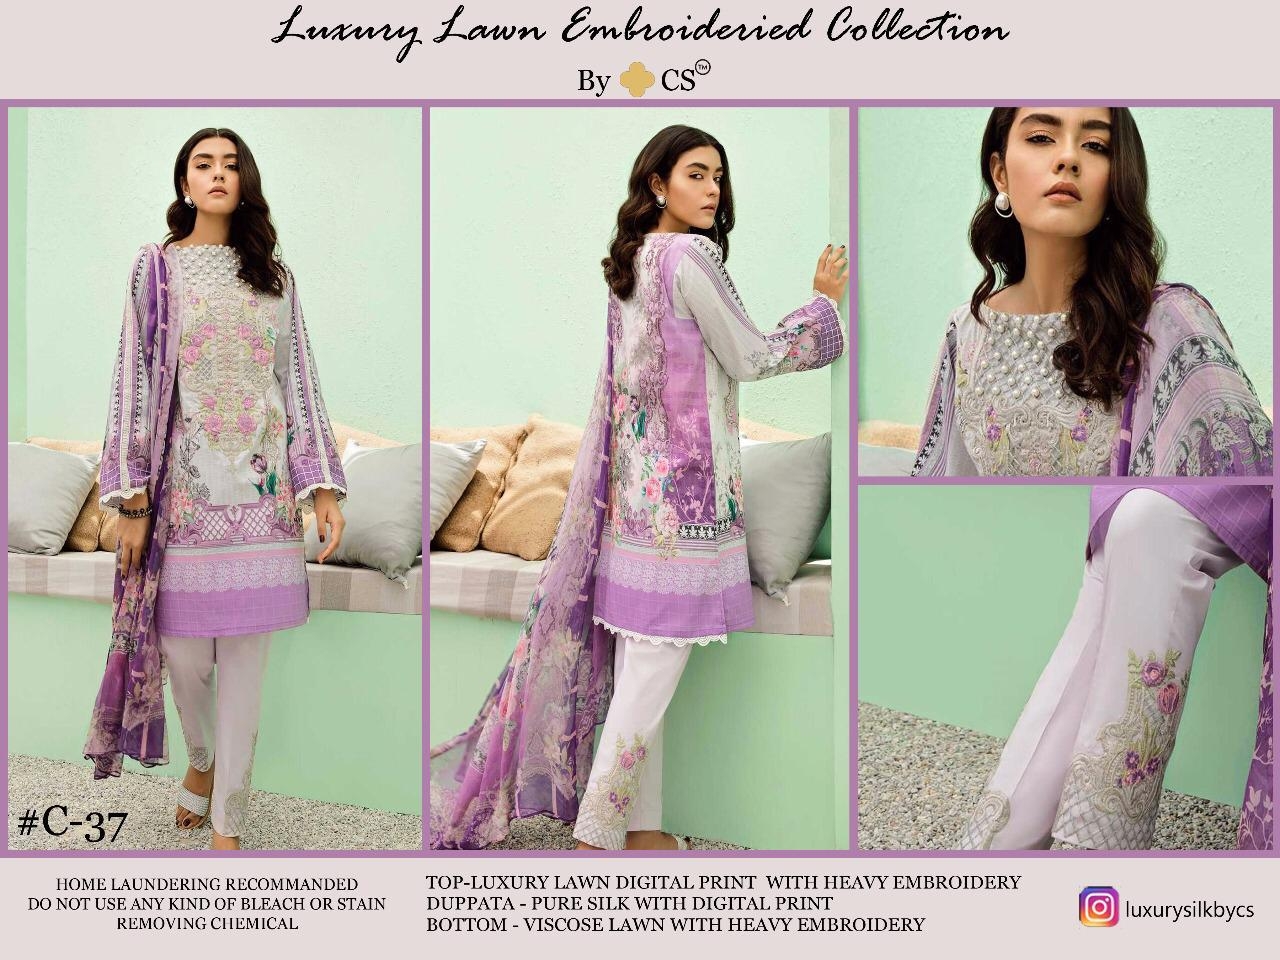 Luxury Lawn Embroideried Collection
By CS™
#C-37
HOME LAUNDERING RECOMMANDED
DO NOT USE ANY KIND OF BLEACH OR STAIN
REMOVING CHEMICAL
TOP-LUXURY LAWN DIGITAL PRINT WITH HEAVY EMBROIDERY
DUPPATA - PURE SILK WITH DIGITAL PRINT
BOTTOM - VISCOSE LAWN WITH HEAVY EMBROIDERY
luxurysilkbycs